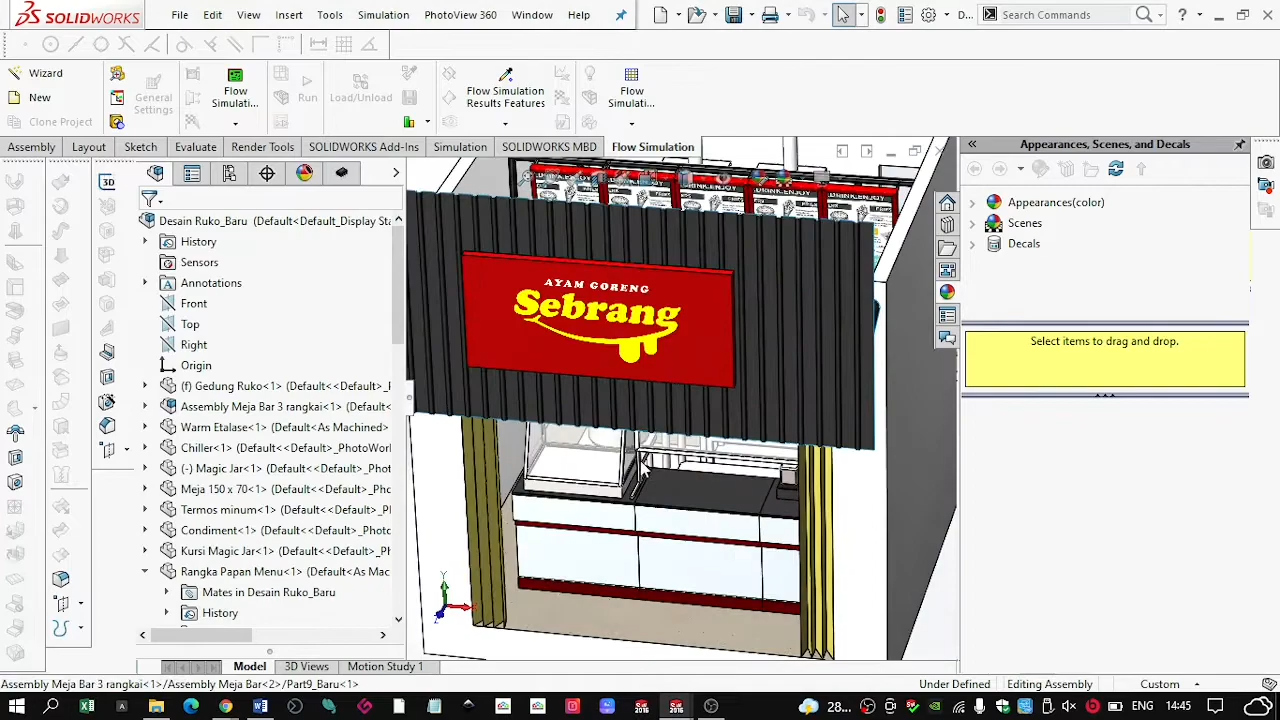 SOLIDWORKS
File Edit View Insert Tools Simulation PhotoView 360 Window Help
D... Search Commands ?
Wizard
New
Clone Project
General Settings
Flow Simulati...
Run
Load/Unload
Flow Simulation Results Features
Flow Simulati...
Assembly Layout Sketch Evaluate Render Tools SOLIDWORKS Add-Ins Simulation SOLIDWORKS MBD Flow Simulation
Desain Ruko_Baru (Default<Default_Display Sta
History
Sensors
Annotations
Front
Top
Right
Origin
(f) Gedung Ruko<1> (Default<<Default>_F
Assembly Meja Bar 3 rangkai<1> (Default
Warm Etalase<1> (Default<As Machined>
Chiller<1> (Default<<Default>_PhotoWorl
(-) Magic Jar<1> (Default<<Default>_Phot
Meja 150 x 70<1> (Default<<Default>_Pho
Termos minum<1> (Default<<Default>_P
Condiment<1> (Default<<Default>_Photo
Kursi Magic Jar<1> (Default<<Default>_P
Rangka Papan Menu<1> (Default<As Mac
Mates in Desain Ruko_Baru
History
AYAM GORENG
Sebrang
Y
Appearances, Scenes, and Decals
Appearances(color)
Scenes
Decals
Select items to drag and drop.
Model 3D Views Motion Study 1
Assembly Meja Bar 3 rangkai<1>/Assembly Meja Bar<2>/Part9_Baru<1>
Under Defined Editing Assembly Custom
28... ENG 14:45